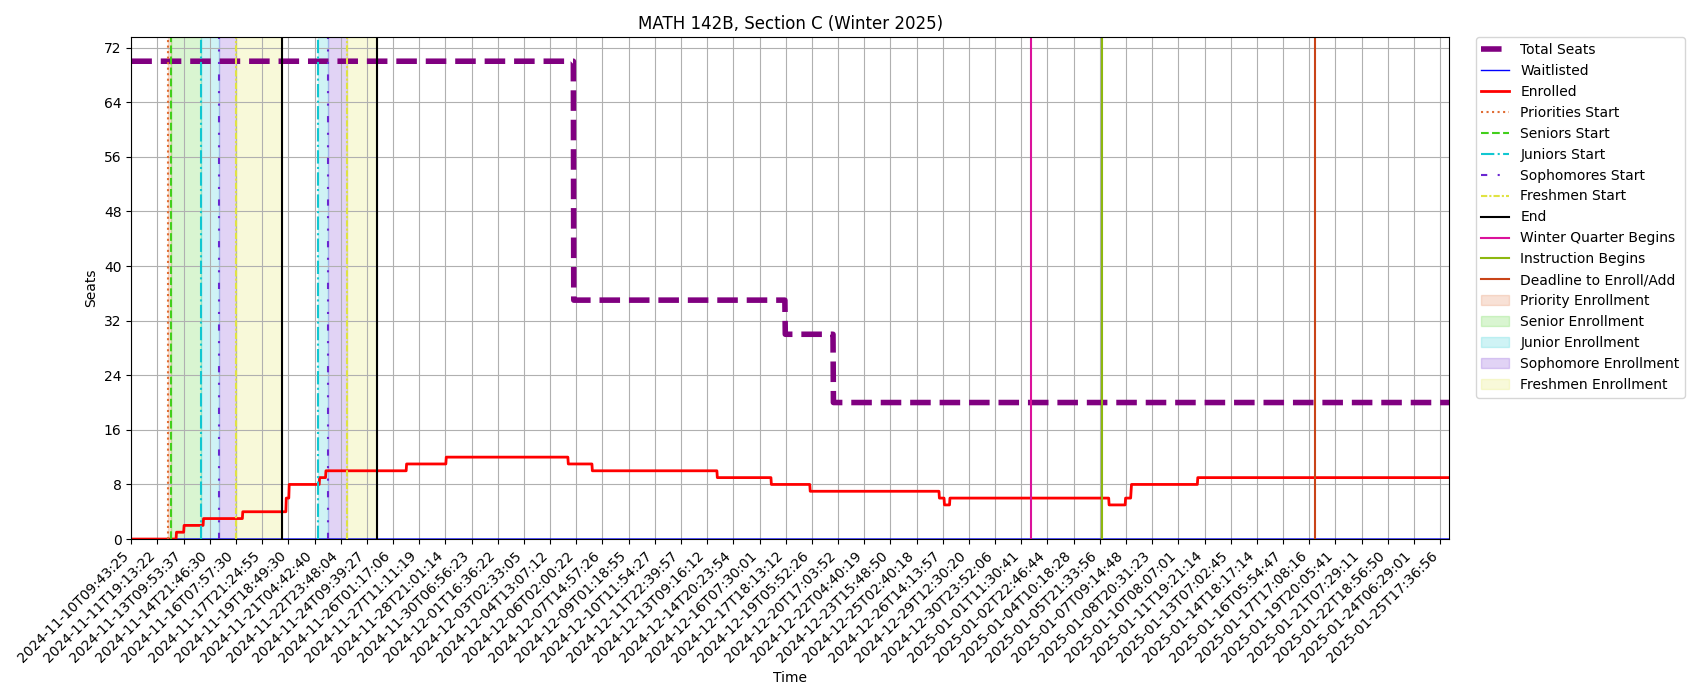 MATH 142B, Section C (Winter 2025)
Seats
72
64
56
48
40
32
24
16
8
0
2024-11-10T09:43:25
2024-11-11T19:13:22
2024-11-13T09:53:37
2024-11-14T21:46:30
2024-11-16T07:57:30
2024-11-17T21:24:55
2024-11-19T18:49:30
2024-11-21T04:42:40
2024-11-22T23:48:04
2024-11-24T09:39:27
2024-11-26T01:17:06
2024-11-27T11:11:19
2024-11-28T21:01:14
2024-11-30T06:56:23
2024-12-01T16:36:22
2024-12-03T02:33:05
2024-12-04T13:07:12
2024-12-06T02:00:22
2024-12-07T14:57:26
2024-12-09T01:18:55
2024-12-10T11:54:27
2024-12-11T22:39:57
2024-12-13T09:16:12
2024-12-14T20:23:54
2024-12-16T07:30:01
2024-12-17T18:13:12
2024-12-19T05:52:26
2024-12-20T17:03:52
2024-12-22T04:40:19
2024-12-23T15:48:50
2024-12-25T02:40:18
2024-12-26T14:13:57
2024-12-29T12:30:20
2024-12-30T23:52:06
2025-01-01T11:30:41
2025-01-02T22:46:44
2025-01-04T10:18:28
2025-01-05T21:33:56
2025-01-07T09:14:48
2025-01-08T20:31:23
2025-01-10T08:07:01
2025-01-11T19:21:14
2025-01-13T07:02:45
2025-01-14T18:17:14
2025-01-16T05:54:47
2025-01-17T17:08:16
2025-01-19T20:05:41
2025-01-21T07:29:11
2025-01-22T18:56:50
2025-01-24T06:29:01
2025-01-25T17:36:56
Time
Total Seats
Waitlisted
Enrolled
Priorities Start
Seniors Start
Juniors Start
Sophomores Start
Freshmen Start
End
Winter Quarter Begins
Instruction Begins
Deadline to Enroll/Add
Priority Enrollment
Senior Enrollment
Junior Enrollment
Sophomore Enrollment
Freshmen Enrollment